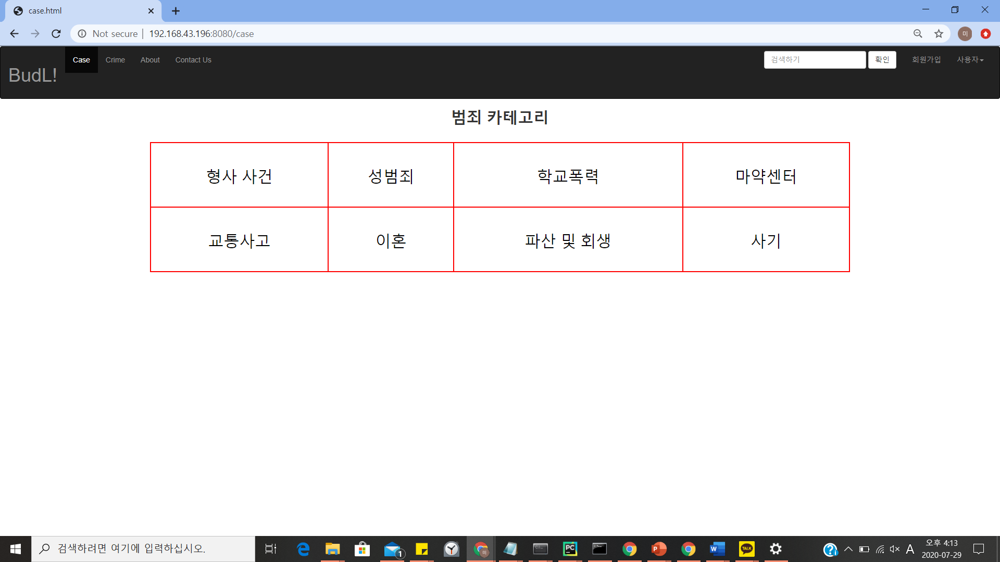 case.html
Not secure | 192.168.43.196:8080/case
미
BudL!
Case Crime About Contact Us 검색하기 확인 회원가입 사용자
범죄 카테고리
형사 사건 성범죄 학교폭력 마약센터
교통사고 이혼 파산 및 회생 사기
검색하려면 여기에 입력하십시오.
1
PC
P
W
TALK
A
오후 4:13
2020-07-29